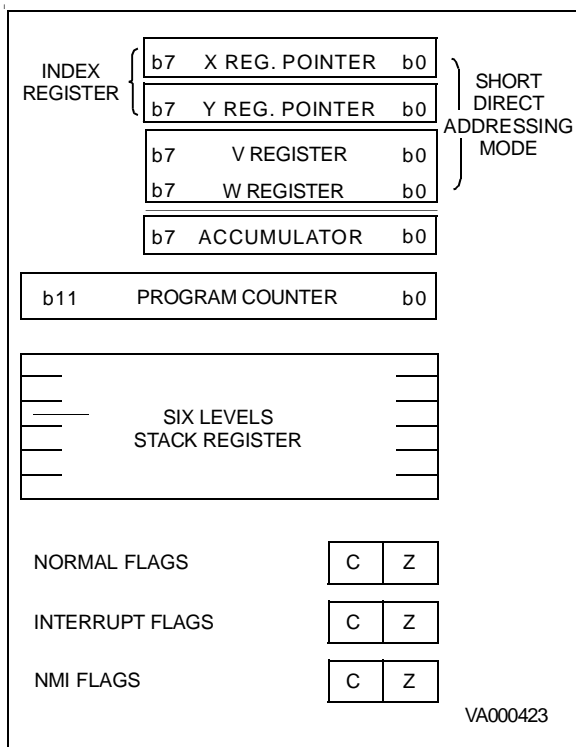 INDEX
REGISTER
b7 X REG. POINTER b0
b7 Y REG. POINTER b0
b7 V REGISTER b0
b7 W REGISTER b0
b7 ACCUMULATOR b0
SHORT
DIRECT
ADDRESSING
MODE
b11 PROGRAM COUNTER b0
SIX LEVELS
STACK REGISTER
NORMAL FLAGS C Z
INTERRUPT FLAGS C Z
NMI FLAGS C Z
VA000423